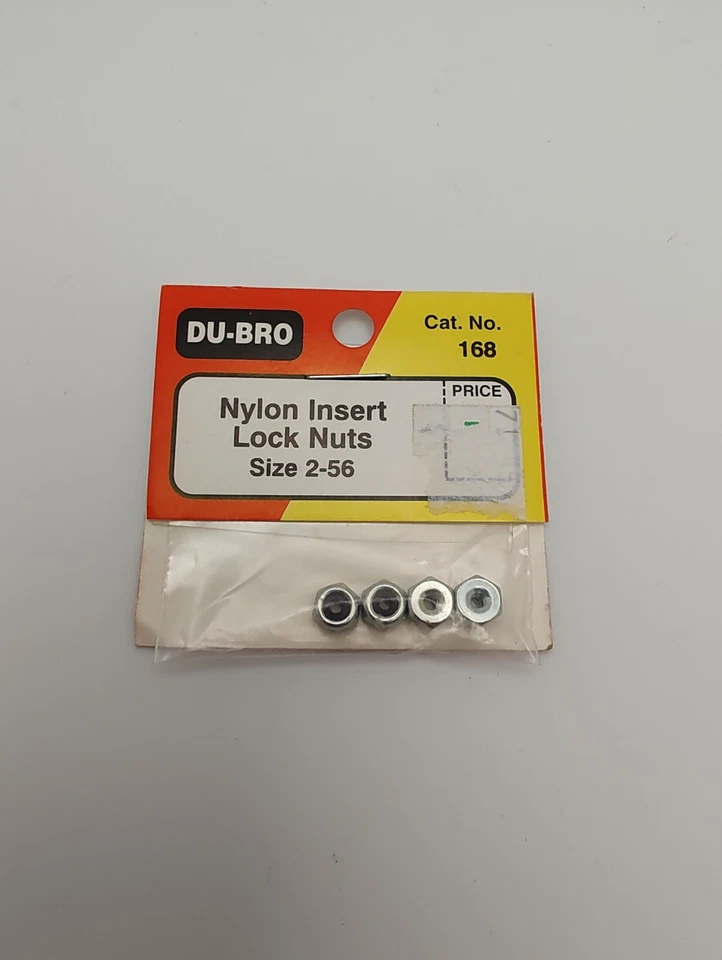 DU-BRO
Cat. No.
168
Nylon Insert
Lock Nuts
Size 2-56
PRICE